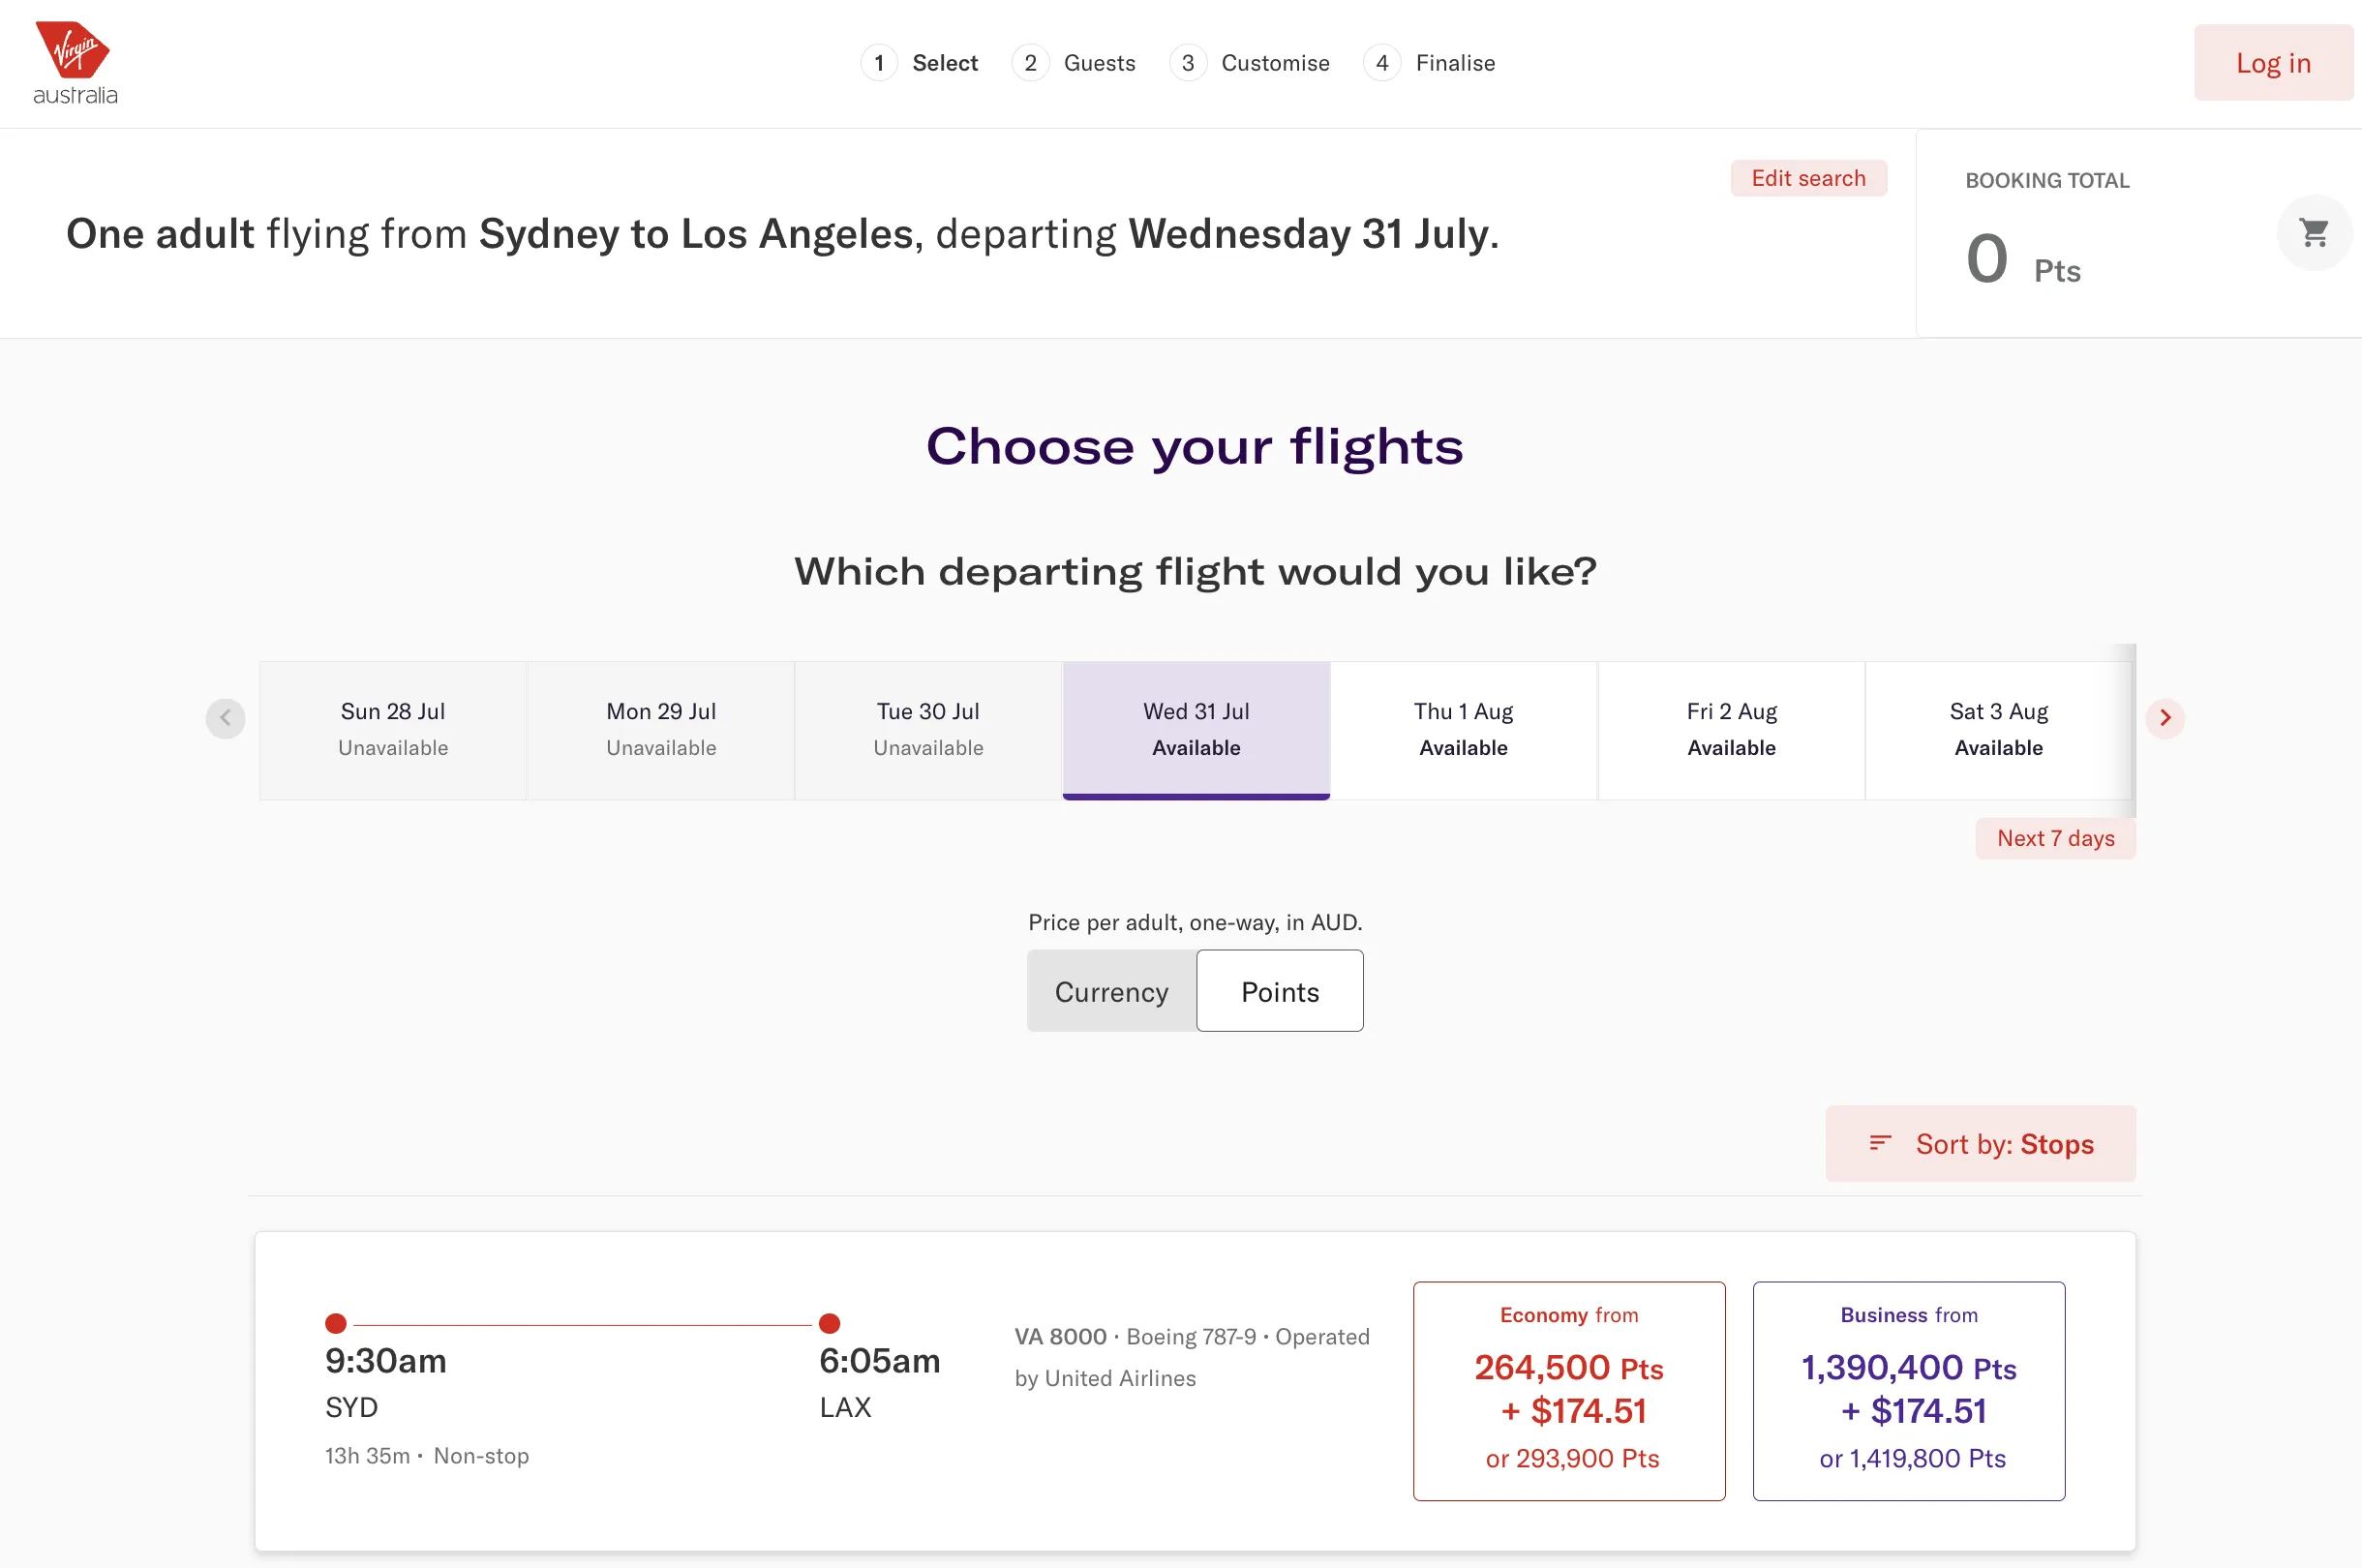 Virgin
australia
1 Select 2 Guests 3 Customise 4 Finalise
Log in
Edit search
One adult flying from Sydney to Los Angeles, departing Wednesday 31 July.
BOOKING TOTAL
0 Pts
Choose your flights
Which departing flight would you like?
Sun 28 Jul
Unavailable
Mon 29 Jul
Unavailable
Tue 30 Jul
Unavailable
Wed 31 Jul
Available
Thu 1 Aug
Available
Fri 2 Aug
Available
Sat 3 Aug
Available
Next 7 days
Price per adult, one-way, in AUD.
Currency Points
Sort by: Stops
9:30am
SYD
13h 35m • Non-stop
6:05am
LAX
VA 8000 • Boeing 787-9 • Operated
by United Airlines
Economy from
264,500 Pts
+ $174.51
or 293,900 Pts
Business from
1,390,400 Pts
+ $174.51
or 1,419,800 Pts